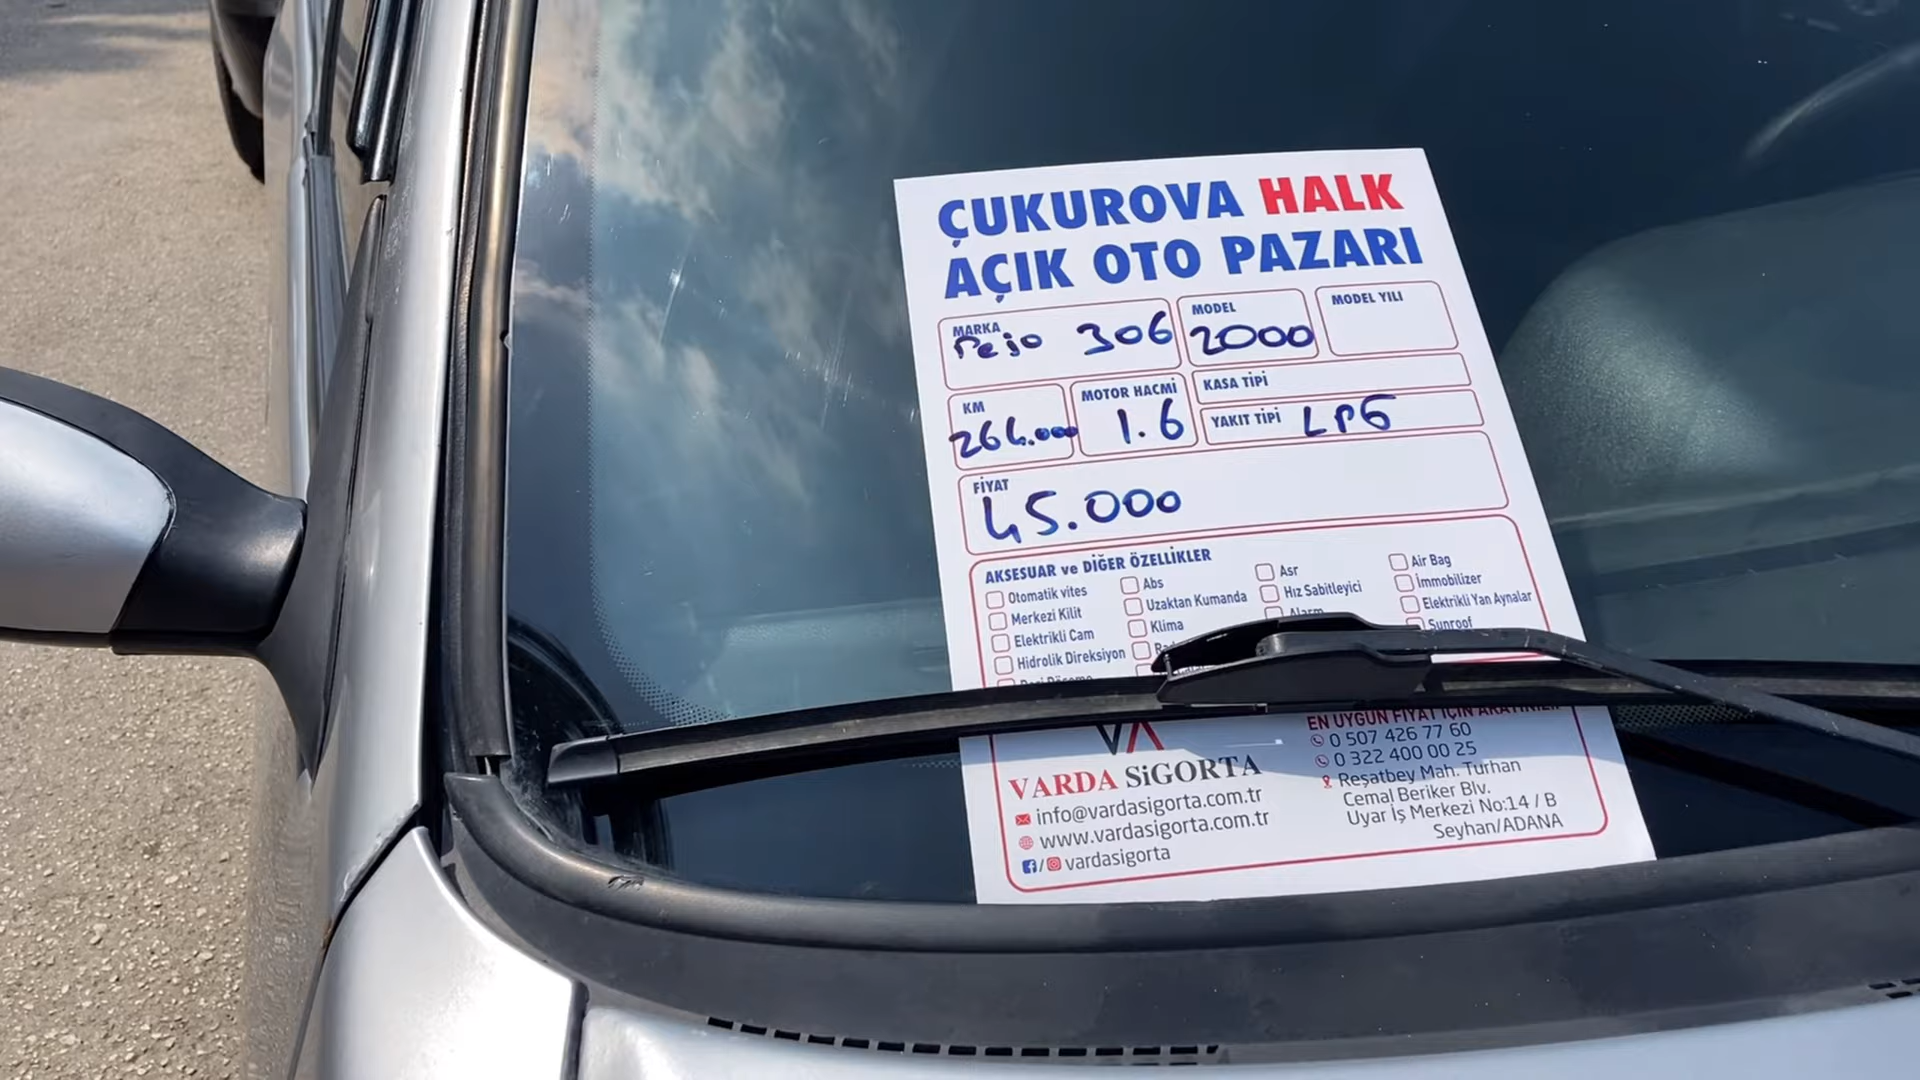 ÇUKUROVA HALK
AÇIK OTO PAZARI
MARKA
Pejo 306
MODEL
2000
MODEL YILI
KM
264.000
MOTOR HACMİ
1.6
KASA TİPİ
YAKIT TİPİ LPG
FİYAT
45.000
AKSESUAR ve DİĞER ÖZELLİKLER
Otomatik vites
Merkezi Kilit
Elektrikli Cam
Hidrolik Direksiyon
Abs
Uzaktan Kumanda
Klima
Asr
Hız Sabitleyici
Alarm
Air Bag
İmmobilizer
Elektrikli Yan Aynalar
Sunroof
EN UYGUN FİYAT İÇİN ARAYINIZ
VARDA SiGORTA
info@vardasigorta.com.tr
www.vardasigorta.com.tr
/ vardasigorta
0 507 426 77 60
0 322 400 00 25
Reşatbey Mah. Turhan
Cemal Beriker Blv.
Uyar İş Merkezi No:14 / B
Seyhan/ADANA